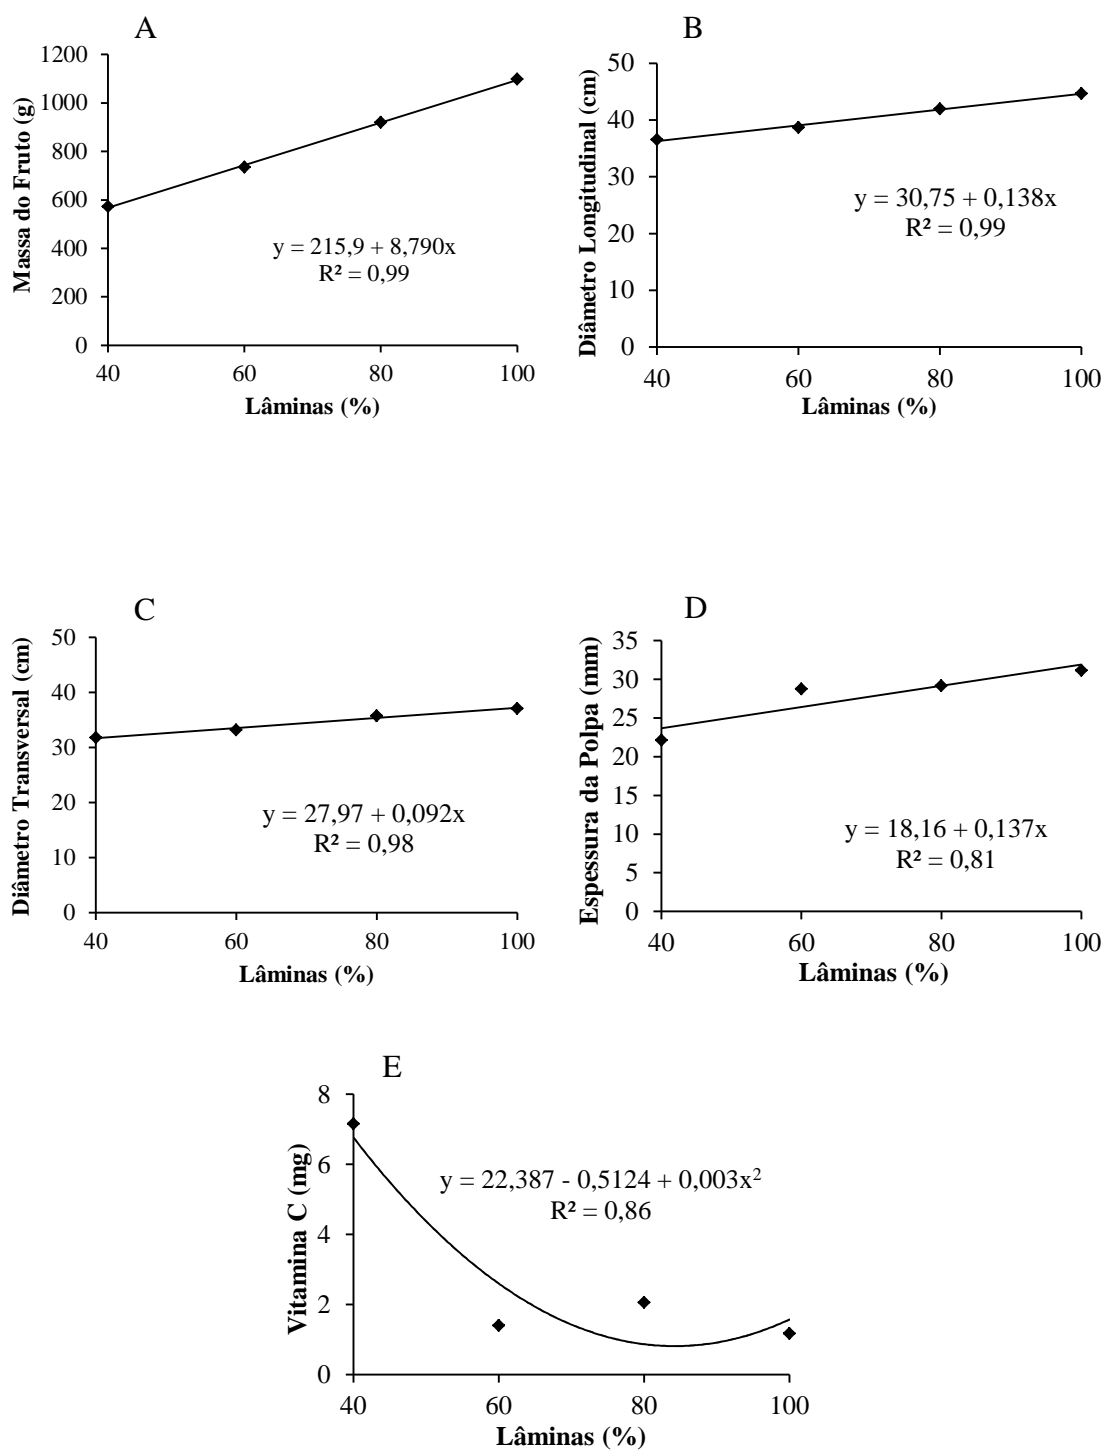 A
1200
1000
800
600
400
200
0
Massa do Fruto (g)
y = 215,9 + 8,790x
R² = 0,99
40 60 80 100
Lâminas (%)
B
50
40
30
20
10
0
Diâmetro Longitudinal (cm)
y = 30,75 + 0,138x
R² = 0,99
40 60 80 100
Lâminas (%)
C
50
40
30
20
10
0
Diâmetro Transversal (cm)
y = 27,97 + 0,092x
R² = 0,98
40 60 80 100
Lâminas (%)
D
35
30
25
20
15
10
5
0
Espessura da Polpa (mm)
y = 18,16 + 0,137x
R² = 0,81
40 60 80 100
Lâminas (%)
E
8
6
4
2
0
Vitamina C (mg)
y = 22,387 - 0,5124 + 0,003x²
R² = 0,86
40 60 80 100
Lâminas (%)